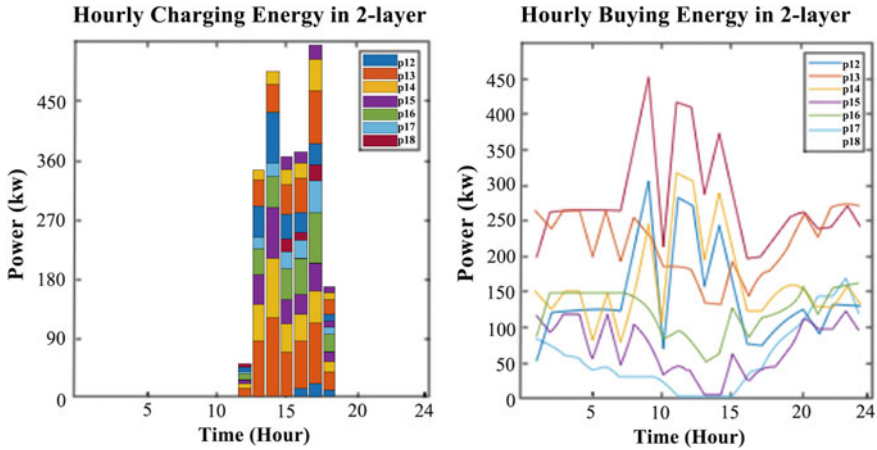 Hourly Charging Energy in 2-layer
Power (kw)
450
360
270
180
90
0
p12
p13
p14
p15
p16
p17
p18
5
10
15
20
24
Time (Hour)
Hourly Buying Energy in 2-layer
Power (kw)
450
400
350
300
250
200
150
100
50
0
p12
p13
p14
p15
p16
p17
p18
5
10
15
20
24
Time (Hour)